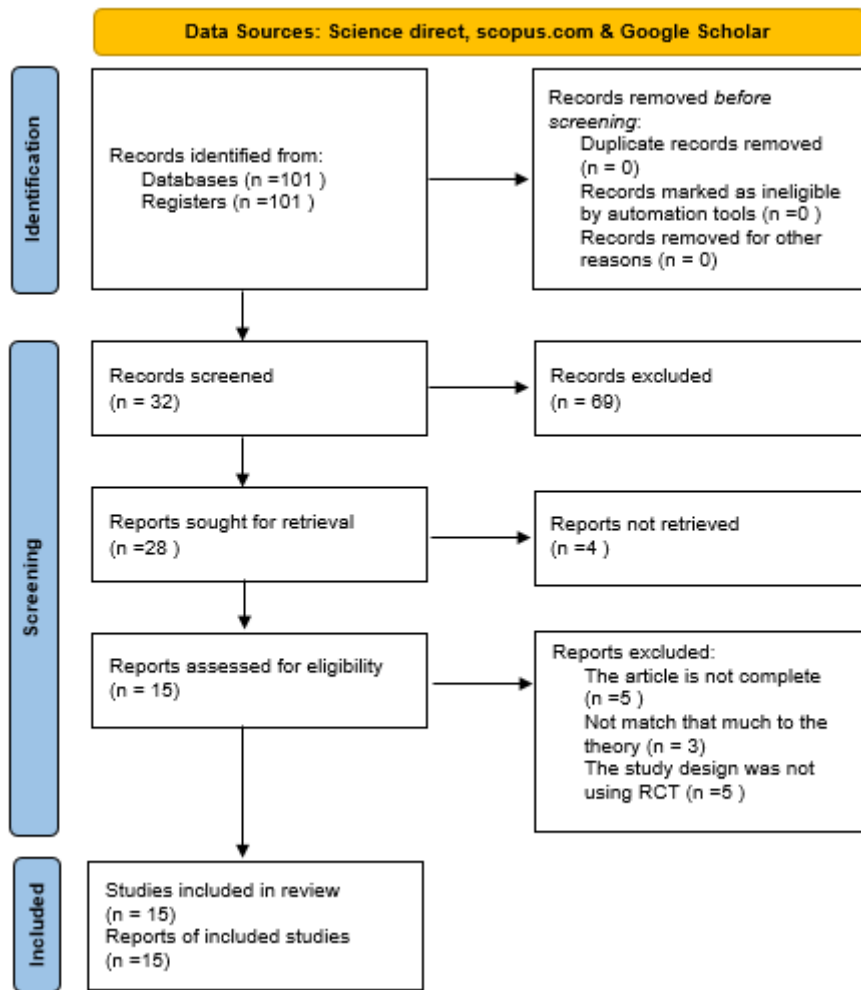 Data Sources: Science direct, scopus.com & Google Scholar
Identification
Records identified from:
Databases (n =101 )
Registers (n =101 )
Records removed before
screening:
Duplicate records removed
(n = 0)
Records marked as ineligible
by automation tools (n =0 )
Records removed for other
reasons (n = 0)
Screening
Records screened
(n = 32)
Records excluded
(n = 69)
Reports sought for retrieval
(n =28 )
Reports not retrieved
(n =4 )
Reports assessed for eligibility
(n = 15)
Reports excluded:
The article is not complete
(n =5 )
Not match that much to the
theory (n = 3)
The study design was not
using RCT (n =5 )
Included
Studies included in review
(n = 15)
Reports of included studies
(n =15)